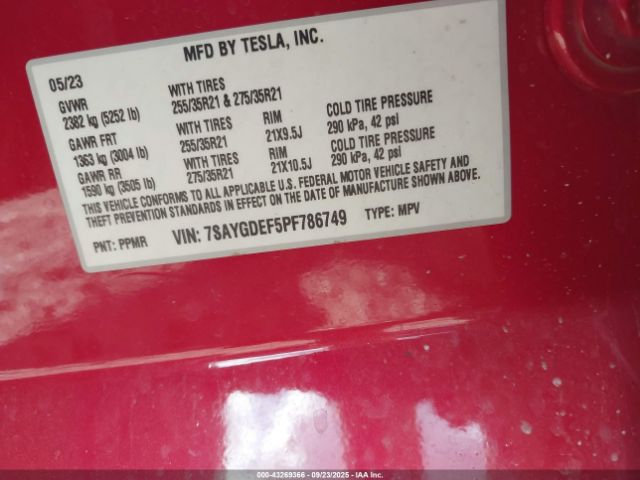 MFD BY TESLA, INC.
05/23
GVWR WITH TIRES
2382 kg (5252 lb) 255/35R21 & 275/35R21
GAWR FRT WITH TIRES RIM COLD TIRE PRESSURE
1363 kg (3004 lb) 255/35R21 21X9.5J 290 kPa, 42 psi
GAWR RR WITH TIRES RIM COLD TIRE PRESSURE
1590 kg (3505 lb) 275/35R21 21X10.5J 290 kPa, 42 psi
THIS VEHICLE CONFORMS TO ALL APPLICABLE U.S. FEDERAL MOTOR VEHICLE SAFETY AND
THEFT PREVENTION STANDARDS IN EFFECT ON THE DATE OF MANUFACTURE SHOWN ABOVE.
PNT: PPMR VIN: 7SAYGDEF5PF786749 TYPE: MPV
000-43269366 - 09/23/2025 - IAA Inc.